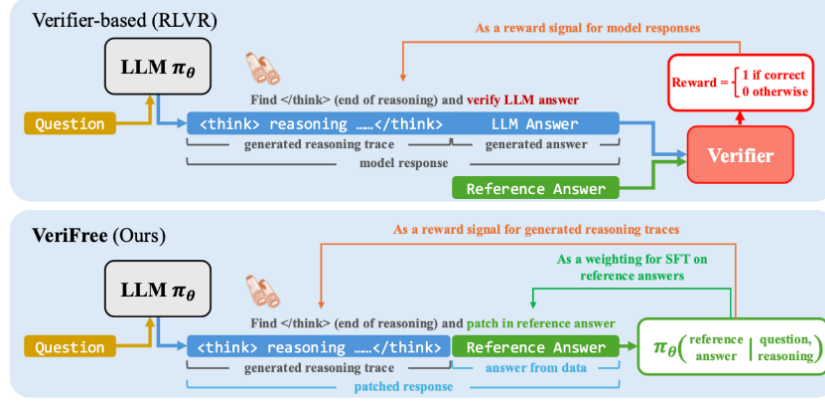 Verifier-based (RLVR)
As a reward signal for model responses
LLM πθ
Reward = { 1 if correct
0 otherwise
Find </think> (end of reasoning) and verify LLM answer
Question
<think> reasoning ……</think>
LLM Answer
generated reasoning trace
generated answer
Verifier
model response
Reference Answer
VeriFree (Ours)
As a reward signal for generated reasoning traces
As a weighting for SFT on
reference answers
LLM πθ
Find </think> (end of reasoning) and patch in reference answer
Question
<think> reasoning ……</think>
Reference Answer
πθ( reference | question,
answer | reasoning )
generated reasoning trace
answer from data
patched response